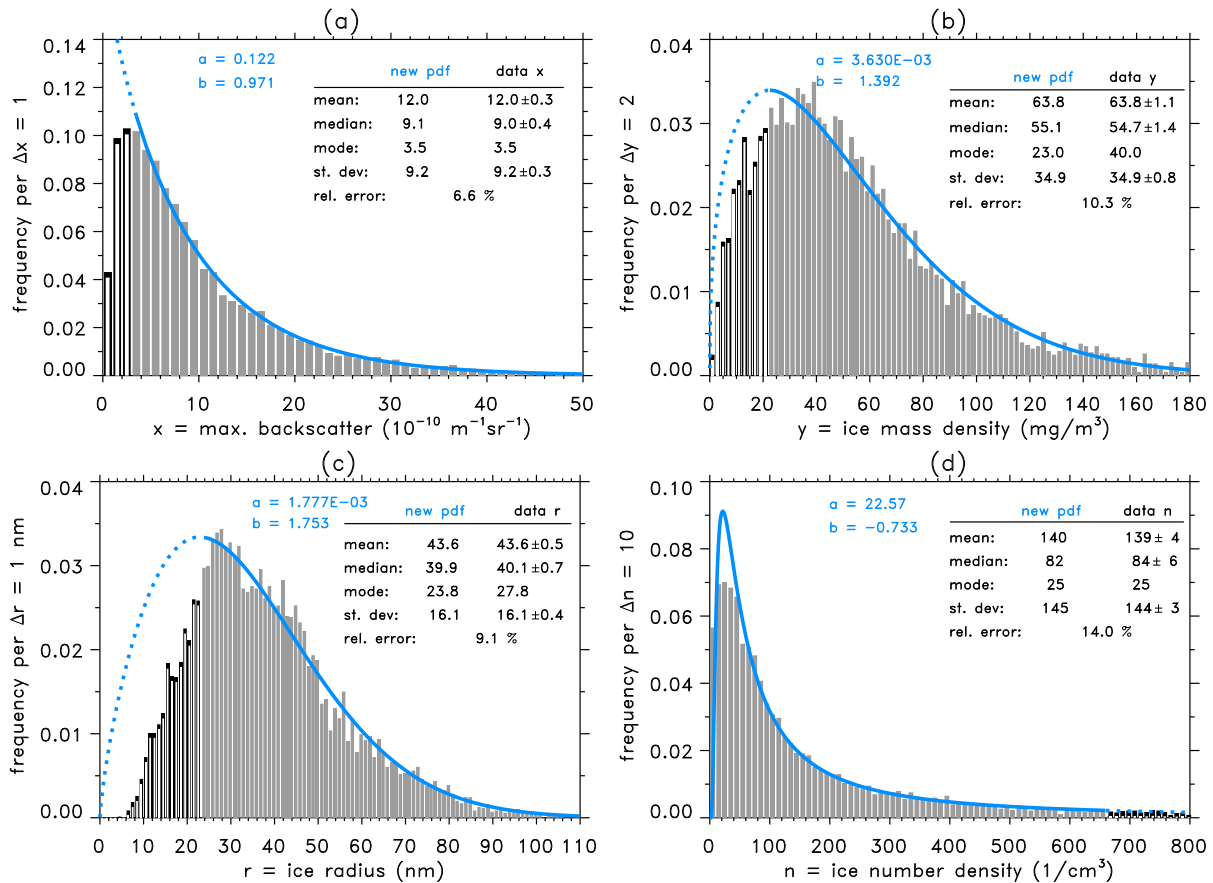 (a)
a = 0.122
b = 0.971
new pdf data x
mean: 12.0 12.0±0.3
median: 9.1 9.0±0.4
mode: 3.5 3.5
st. dev: 9.2 9.2±0.3
rel. error: 6.6 %
frequency per Δx = 1
0.14
0.12
0.10
0.08
0.06
0.04
0.02
0.00
0 10 20 30 40 50
x = max. backscatter (10⁻¹⁰ m⁻¹sr⁻¹)
(b)
a = 3.630E−03
b = 1.392
new pdf data y
mean: 63.8 63.8±1.1
median: 55.1 54.7±1.4
mode: 23.0 40.0
st. dev: 34.9 34.9±0.8
rel. error: 10.3 %
frequency per Δy = 2
0.04
0.03
0.02
0.01
0.00
0 20 40 60 80 100 120 140 160 180
y = ice mass density (mg/m³)
(c)
a = 1.777E−03
b = 1.753
new pdf data r
mean: 43.6 43.6±0.5
median: 39.9 40.1±0.7
mode: 23.8 27.8
st. dev: 16.1 16.1±0.4
rel. error: 9.1 %
frequency per Δr = 1 nm
0.04
0.03
0.02
0.01
0.00
0 10 20 30 40 50 60 70 80 90 100 110
r = ice radius (nm)
(d)
a = 22.57
b = −0.733
new pdf data n
mean: 140 139± 4
median: 82 84± 6
mode: 25 25
st. dev: 145 144± 3
rel. error: 14.0 %
frequency per Δn = 10
0.10
0.08
0.06
0.04
0.02
0.00
0 100 200 300 400 500 600 700 800
n = ice number density (1/cm³)